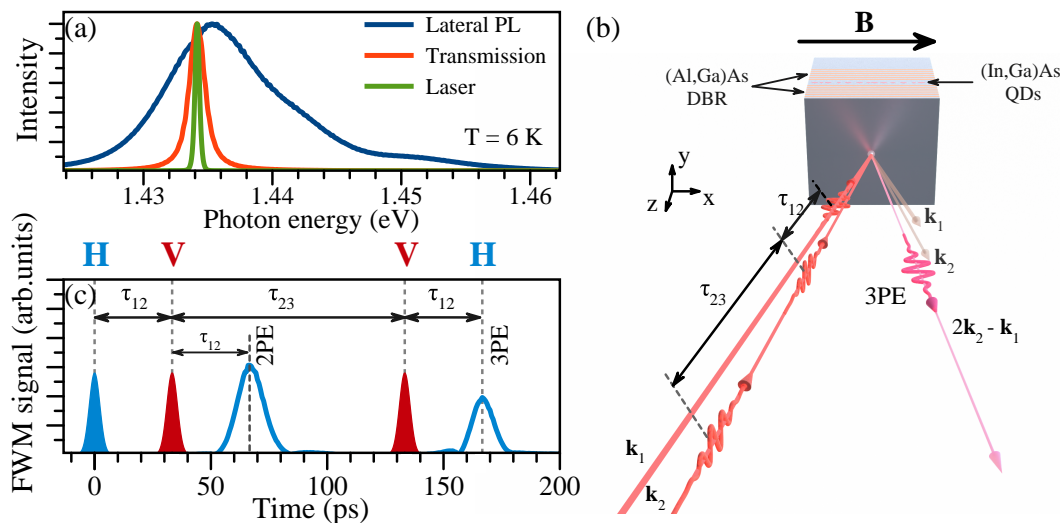 (a)
Lateral PL
Transmission
Laser
T = 6 K
Intensity
1.43
1.44
1.45
1.46
Photon energy (eV)
H
V
V
H
(c)
τ12
τ23
τ12
τ12
2PE
3PE
FWM signal (arb.units)
0
50
100
150
200
Time (ps)
(b)
B
(Al,Ga)As
DBR
(In,Ga)As
QDs
y
x
z
τ12
τ23
k1
k2
3PE
2k2 - k1
k1
k2